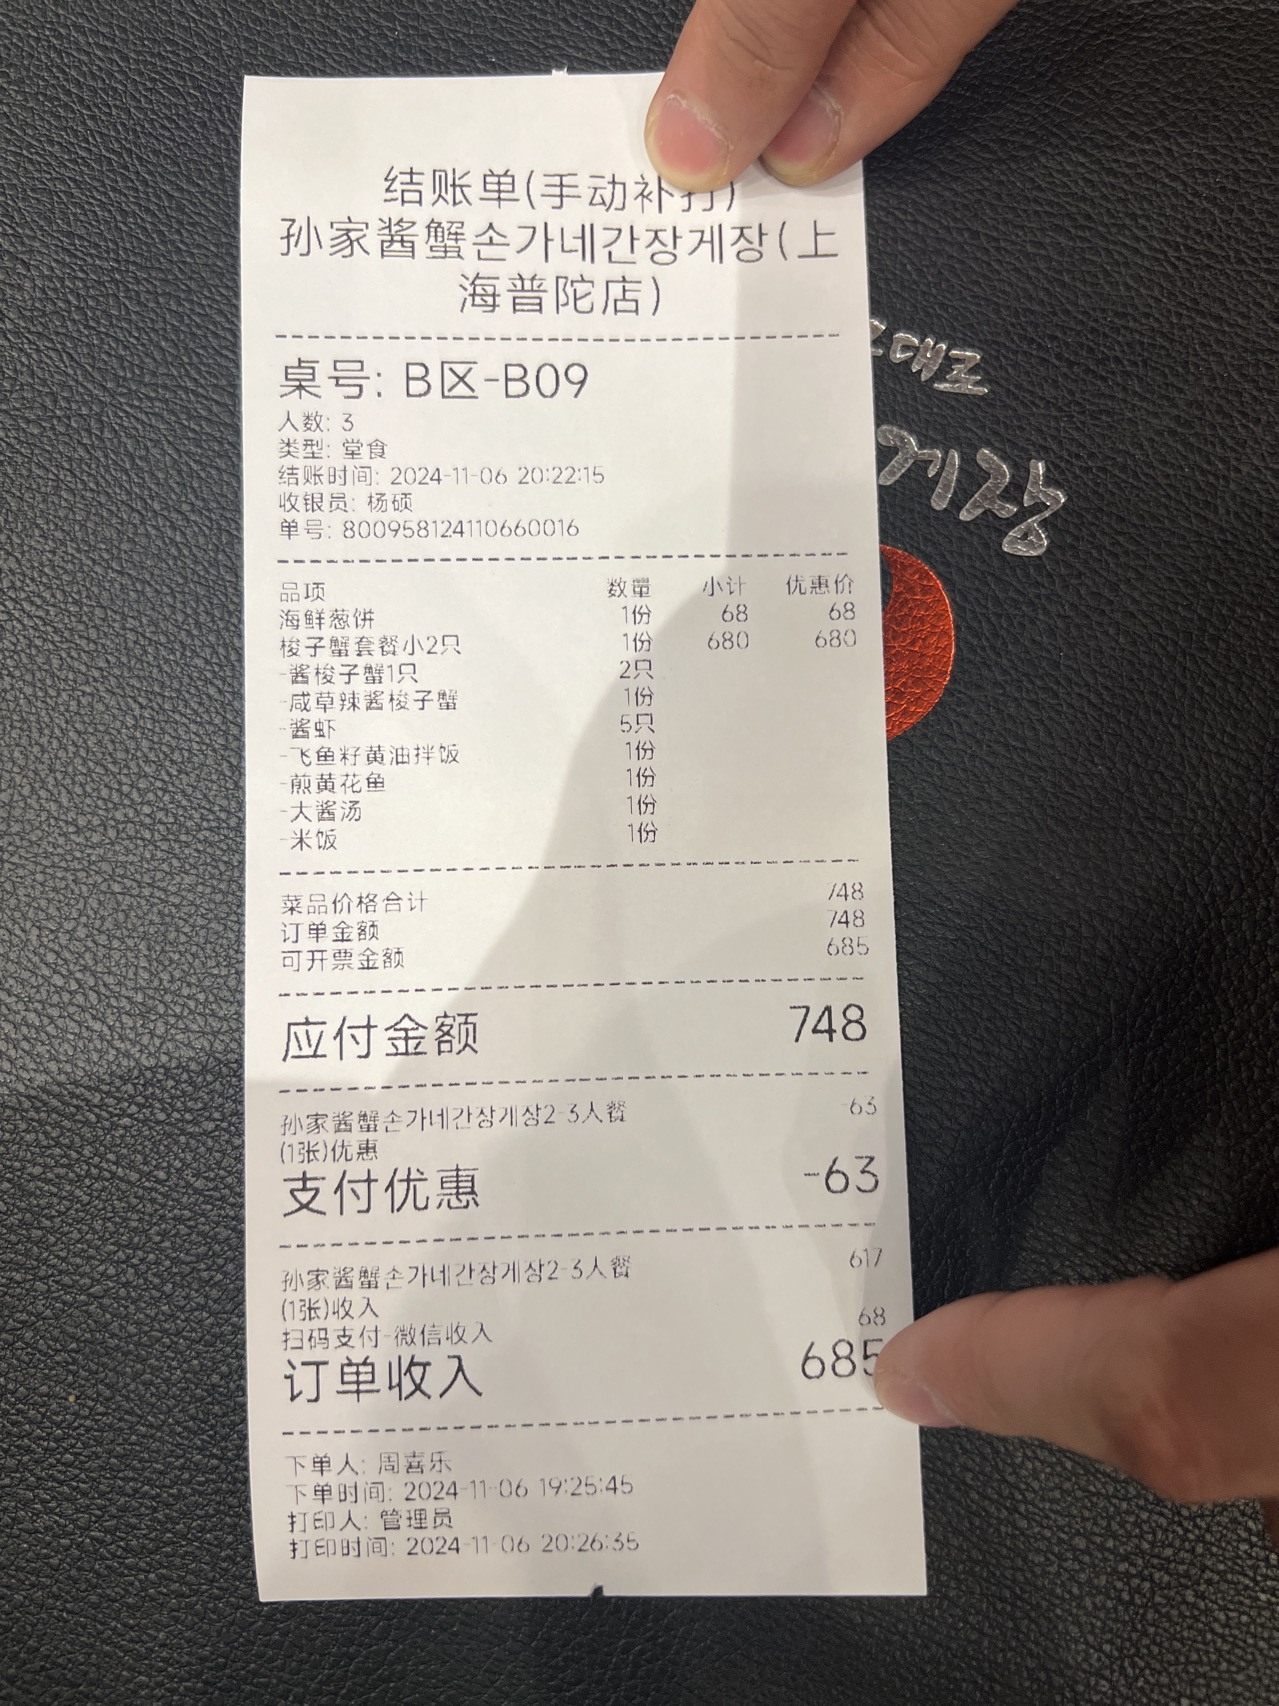 结账单(手动补打)
孙家酱蟹손가네간장게장(上
海普陀店)
桌号: B区-B09
人数: 3
类型: 堂食
结账时间: 2024-11-06 20:22:15
收银员: 杨硕
单号: 800958124110660016
品项 数量 小计 优惠价
海鲜葱饼 1份 68 68
梭子蟹套餐小2只 1份 680 680
-酱梭子蟹1只 2只
-咸草辣酱梭子蟹 1份
-酱虾 5只
-飞鱼籽黄油拌饭 1份
-煎黄花鱼 1份
-大酱汤 1份
-米饭 1份
菜品价格合计 748
订单金额 748
可开票金额 685
应付金额 748
孙家酱蟹손가네간장게장2-3人餐 -63
(1张)优惠
支付优惠 -63
孙家酱蟹손가네간장게장2-3人餐 617
(1张)收入
扫码支付-微信收入 68
订单收入 685
下单人: 周喜乐
下单时间: 2024-11-06 19:25:45
打印人: 管理员
打印时间: 2024-11-06 20:26:35
대로
게장